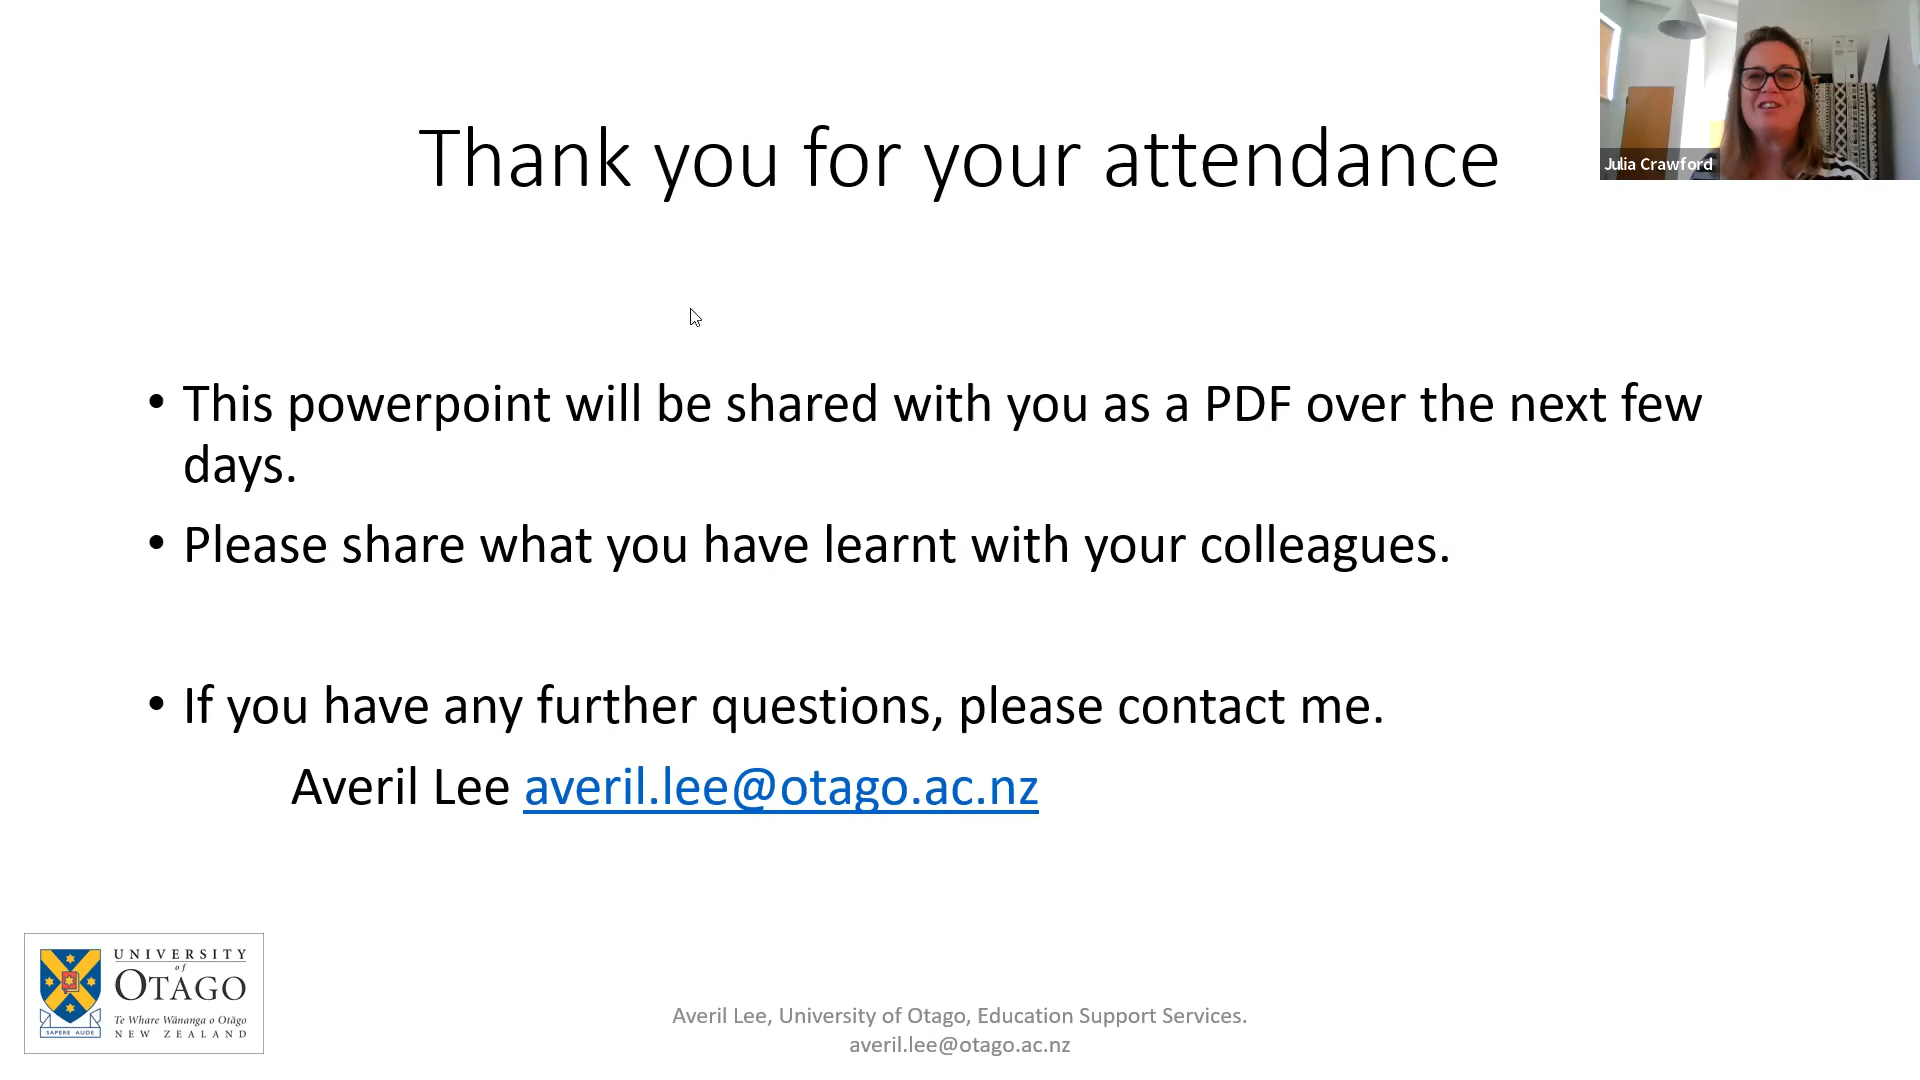 Thank you for your attendance
Julia Crawford
• This powerpoint will be shared with you as a PDF over the next few
days.
• Please share what you have learnt with your colleagues.
• If you have any further questions, please contact me.
Averil Lee averil.lee@otago.ac.nz
UNIVERSITY
of
OTAGO
Te Whare Wānanga o Otāgo
NEW ZEALAND
SAPERE AUDE
Averil Lee, University of Otago, Education Support Services.
averil.lee@otago.ac.nz